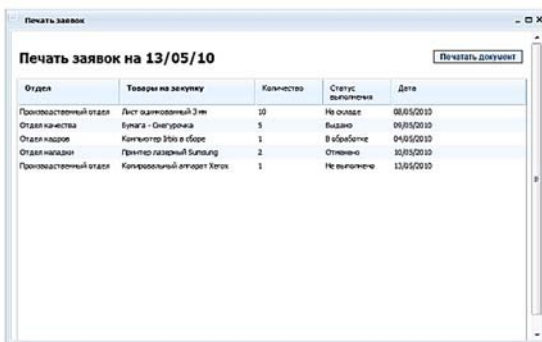 Печать заявок
Печать заявок на 13/05/10
Печатать документ
Отдел Товары на закупку Количество Статус выполнения Дата
Производственный отдел Лист оцинкованный 3 мм 10 На складе 08/05/2010
Отдел качества Бумага - Снегурочка 5 Выдано 09/05/2010
Отдел кадров Компьютер Irbis в сборе 1 В обработке 04/05/2010
Отдел наладки Принтер лазерный Sumsung 2 Отменено 10/05/2010
Производственный отдел Копировальный аппарат Xerox 1 Не выполнено 13/05/2010